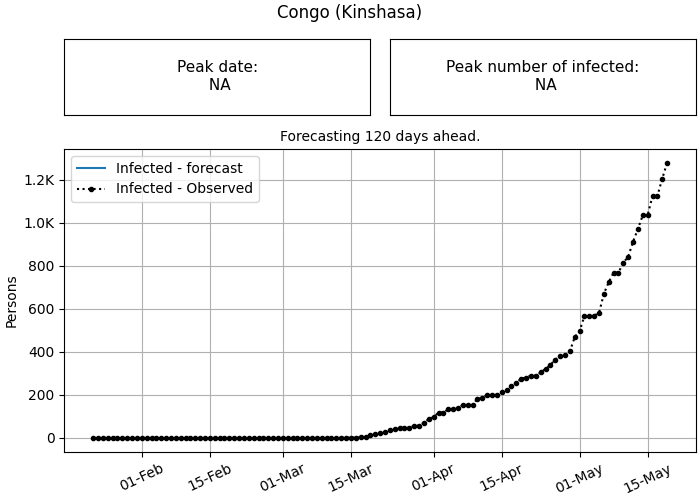 Congo (Kinshasa)
Peak date:
NA
Peak number of infected:
NA
Forecasting 120 days ahead.
Infected - forecast
Infected - Observed
1.2K
1.0K
800
600
400
200
0
Persons
01-Feb
15-Feb
01-Mar
15-Mar
01-Apr
15-Apr
01-May
15-May